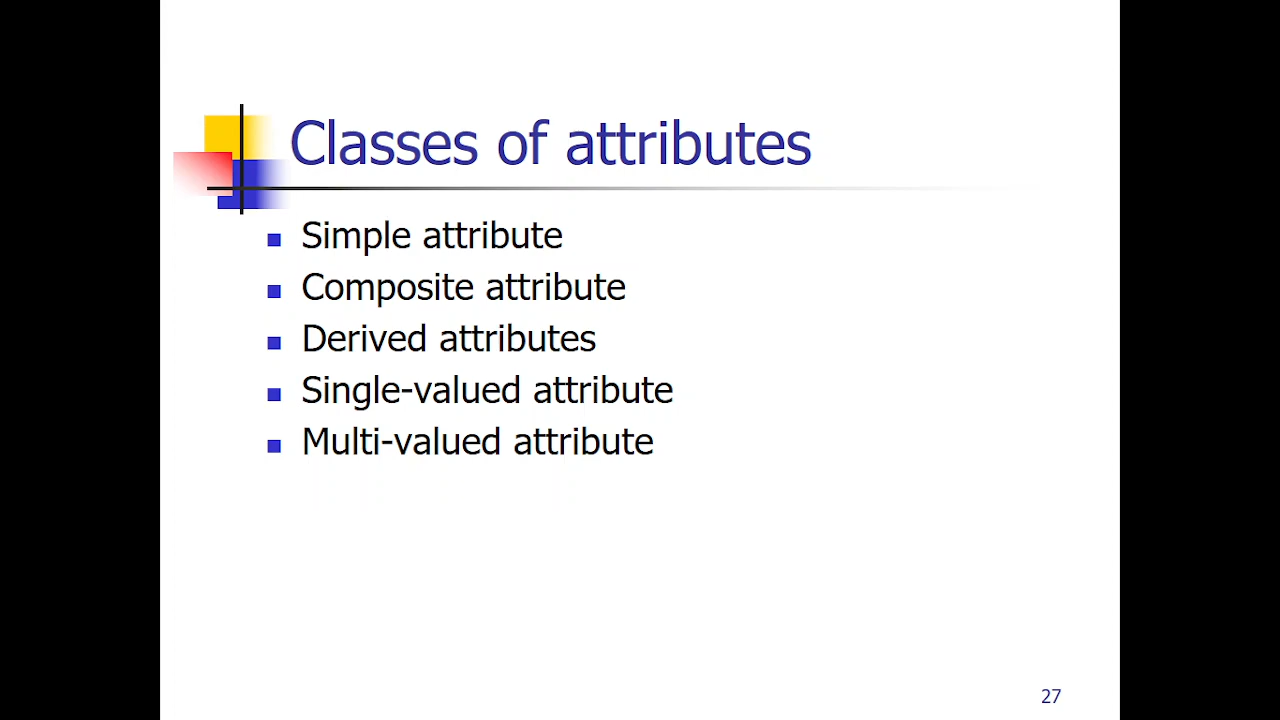 Classes of attributes
Simple attribute
Composite attribute
Derived attributes
Single-valued attribute
Multi-valued attribute
27